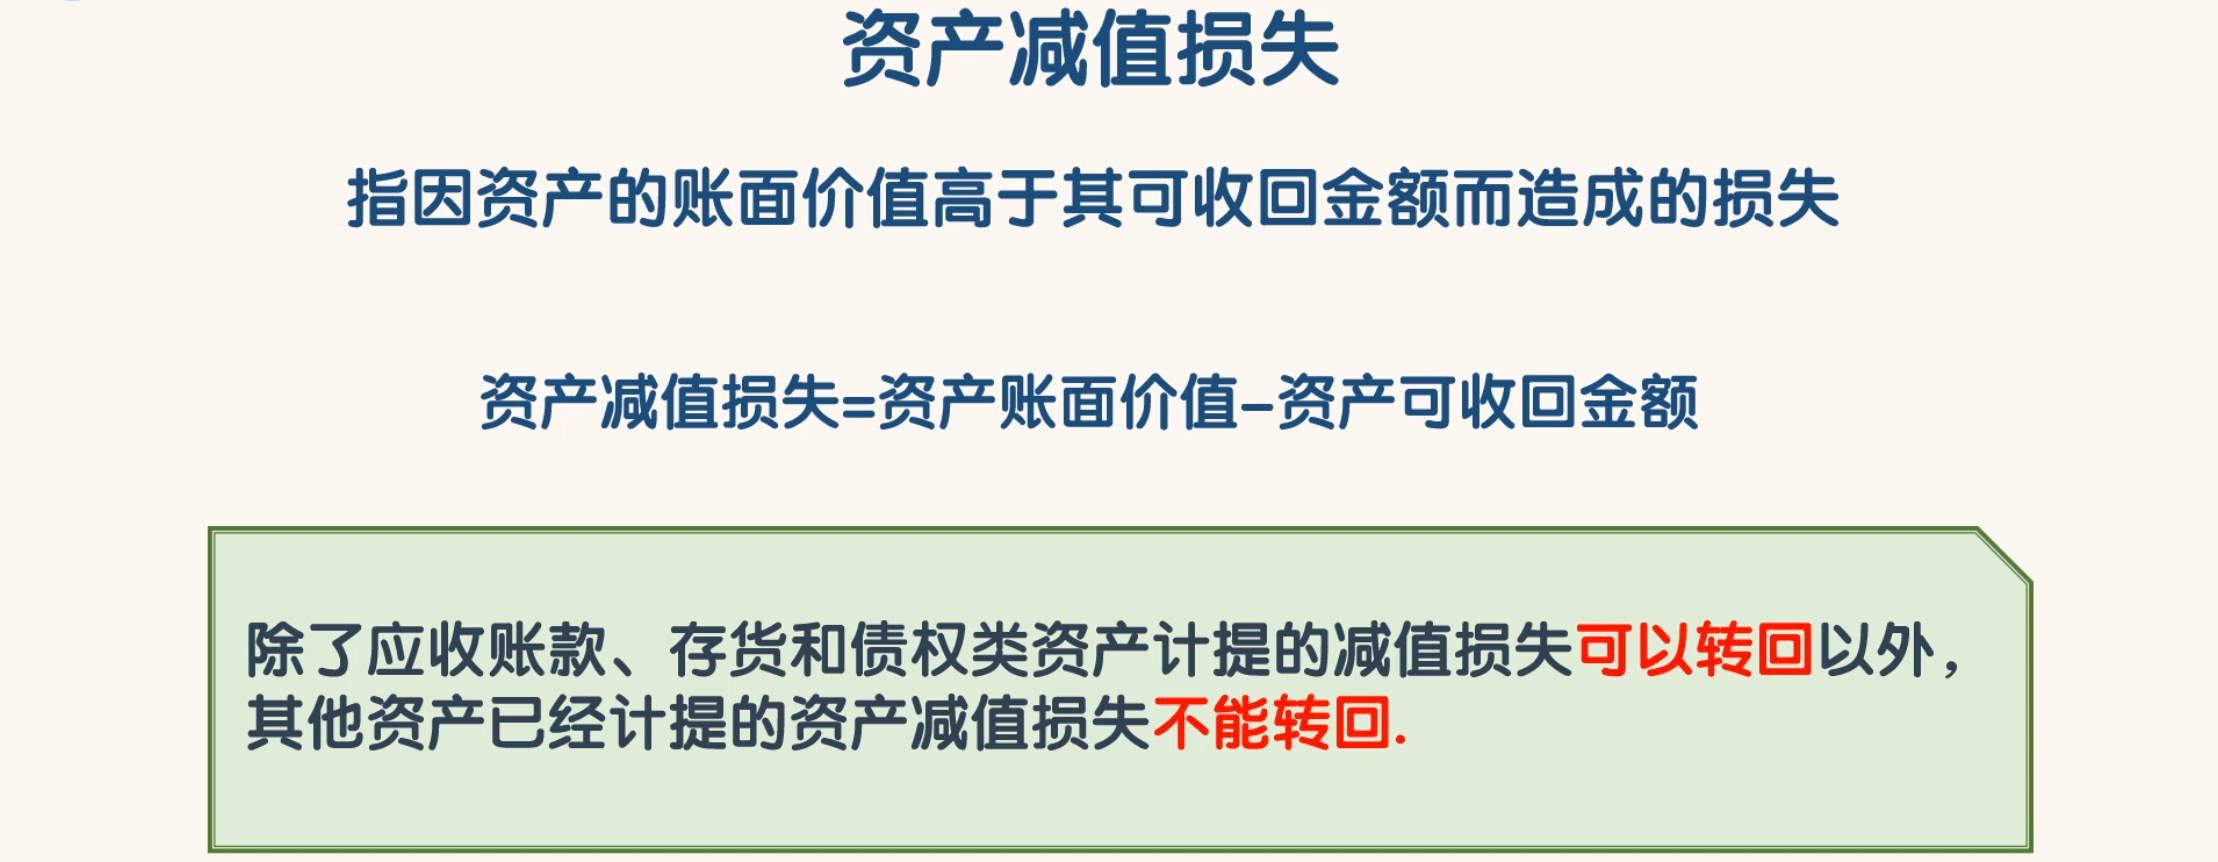 资产减值损失
指因资产的账面价值高于其可收回金额而造成的损失
资产减值损失=资产账面价值-资产可收回金额
除了应收账款、存货和债权类资产计提的减值损失可以转回以外,
其他资产已经计提的资产减值损失不能转回.